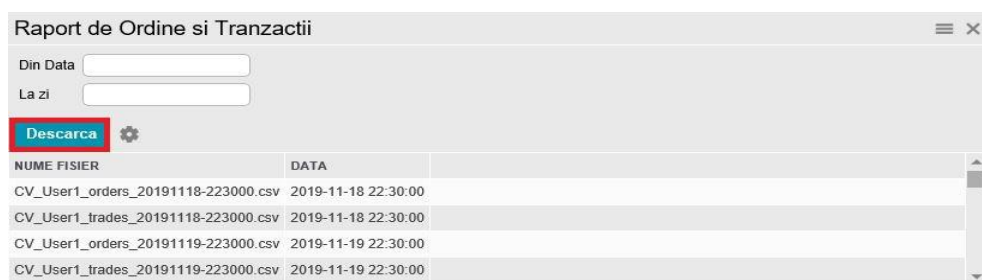 Raport de Ordine si Tranzactii
Din Data
La zi
Descarca
NUME FISIER DATA
CV_User1_orders_20191118-223000.csv 2019-11-18 22:30:00
CV_User1_trades_20191118-223000.csv 2019-11-18 22:30:00
CV_User1_orders_20191119-223000.csv 2019-11-19 22:30:00
CV_User1_trades_20191119-223000.csv 2019-11-19 22:30:00